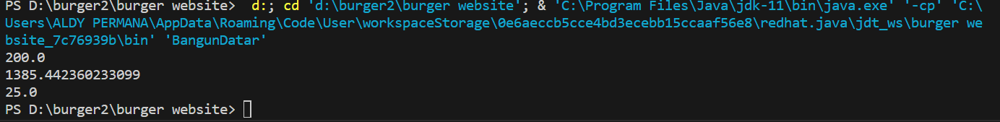 PS D:\burger2\burger website>  d:; cd 'd:\burger2\burger website'; & 'C:\Program Files\Java\jdk-11\bin\java.exe' '-cp' 'C:\
Users\ALDY PERMANA\AppData\Roaming\Code\User\workspaceStorage\0e6aeccb5cce4bd3ecebb15ccaaf56e8\redhat.java\jdt_ws\burger we
bsite_7c76939b\bin' 'BangunDatar'
200.0
1385.442360233099
25.0
PS D:\burger2\burger website>